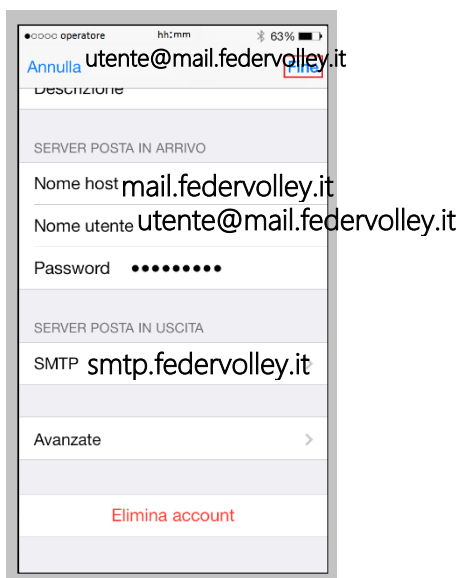 operatore hh:mm 63%
Annulla utente@mail.federvolley.it Fine
Descrizione
SERVER POSTA IN ARRIVO
Nome host mail.federvolley.it
Nome utente utente@mail.federvolley.it
Password •••••••••
SERVER POSTA IN USCITA
SMTP smtp.federvolley.it
Avanzate
Elimina account